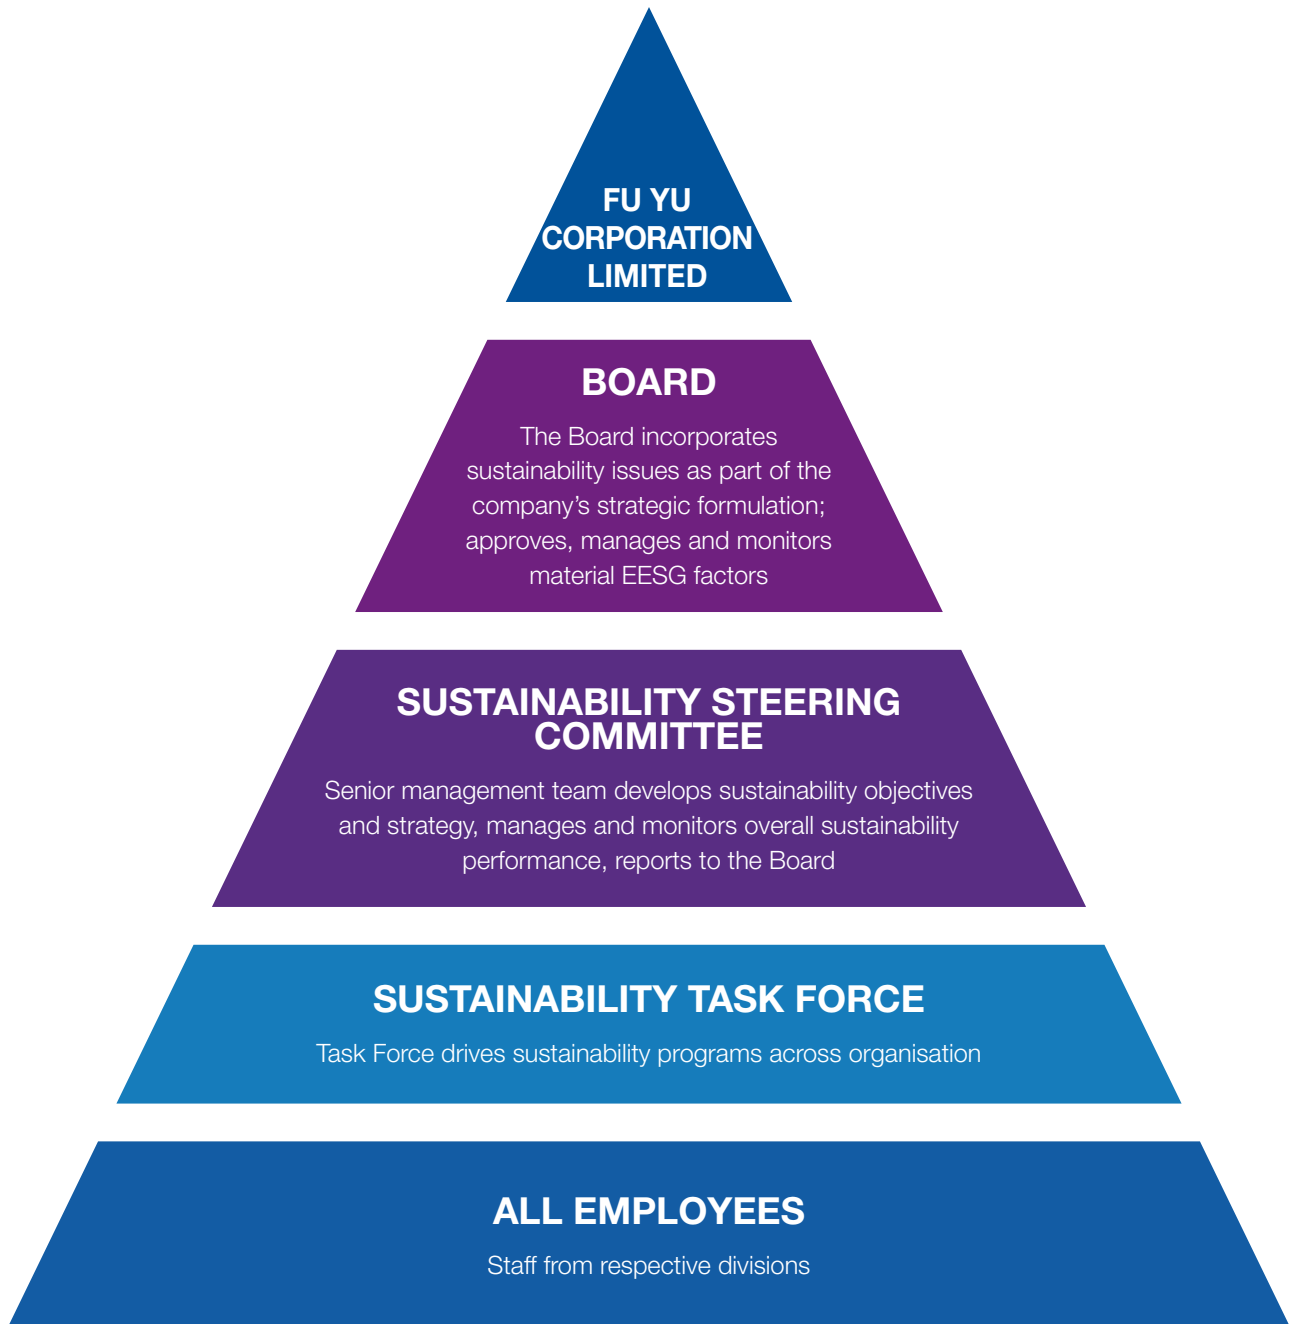 FU YU
CORPORATION
LIMITED
BOARD
The Board incorporates
sustainability issues as part of the
company’s strategic formulation;
approves, manages and monitors
material EESG factors
SUSTAINABILITY STEERING
COMMITTEE
Senior management team develops sustainability objectives
and strategy, manages and monitors overall sustainability
performance, reports to the Board
SUSTAINABILITY TASK FORCE
Task Force drives sustainability programs across organisation
ALL EMPLOYEES
Staff from respective divisions